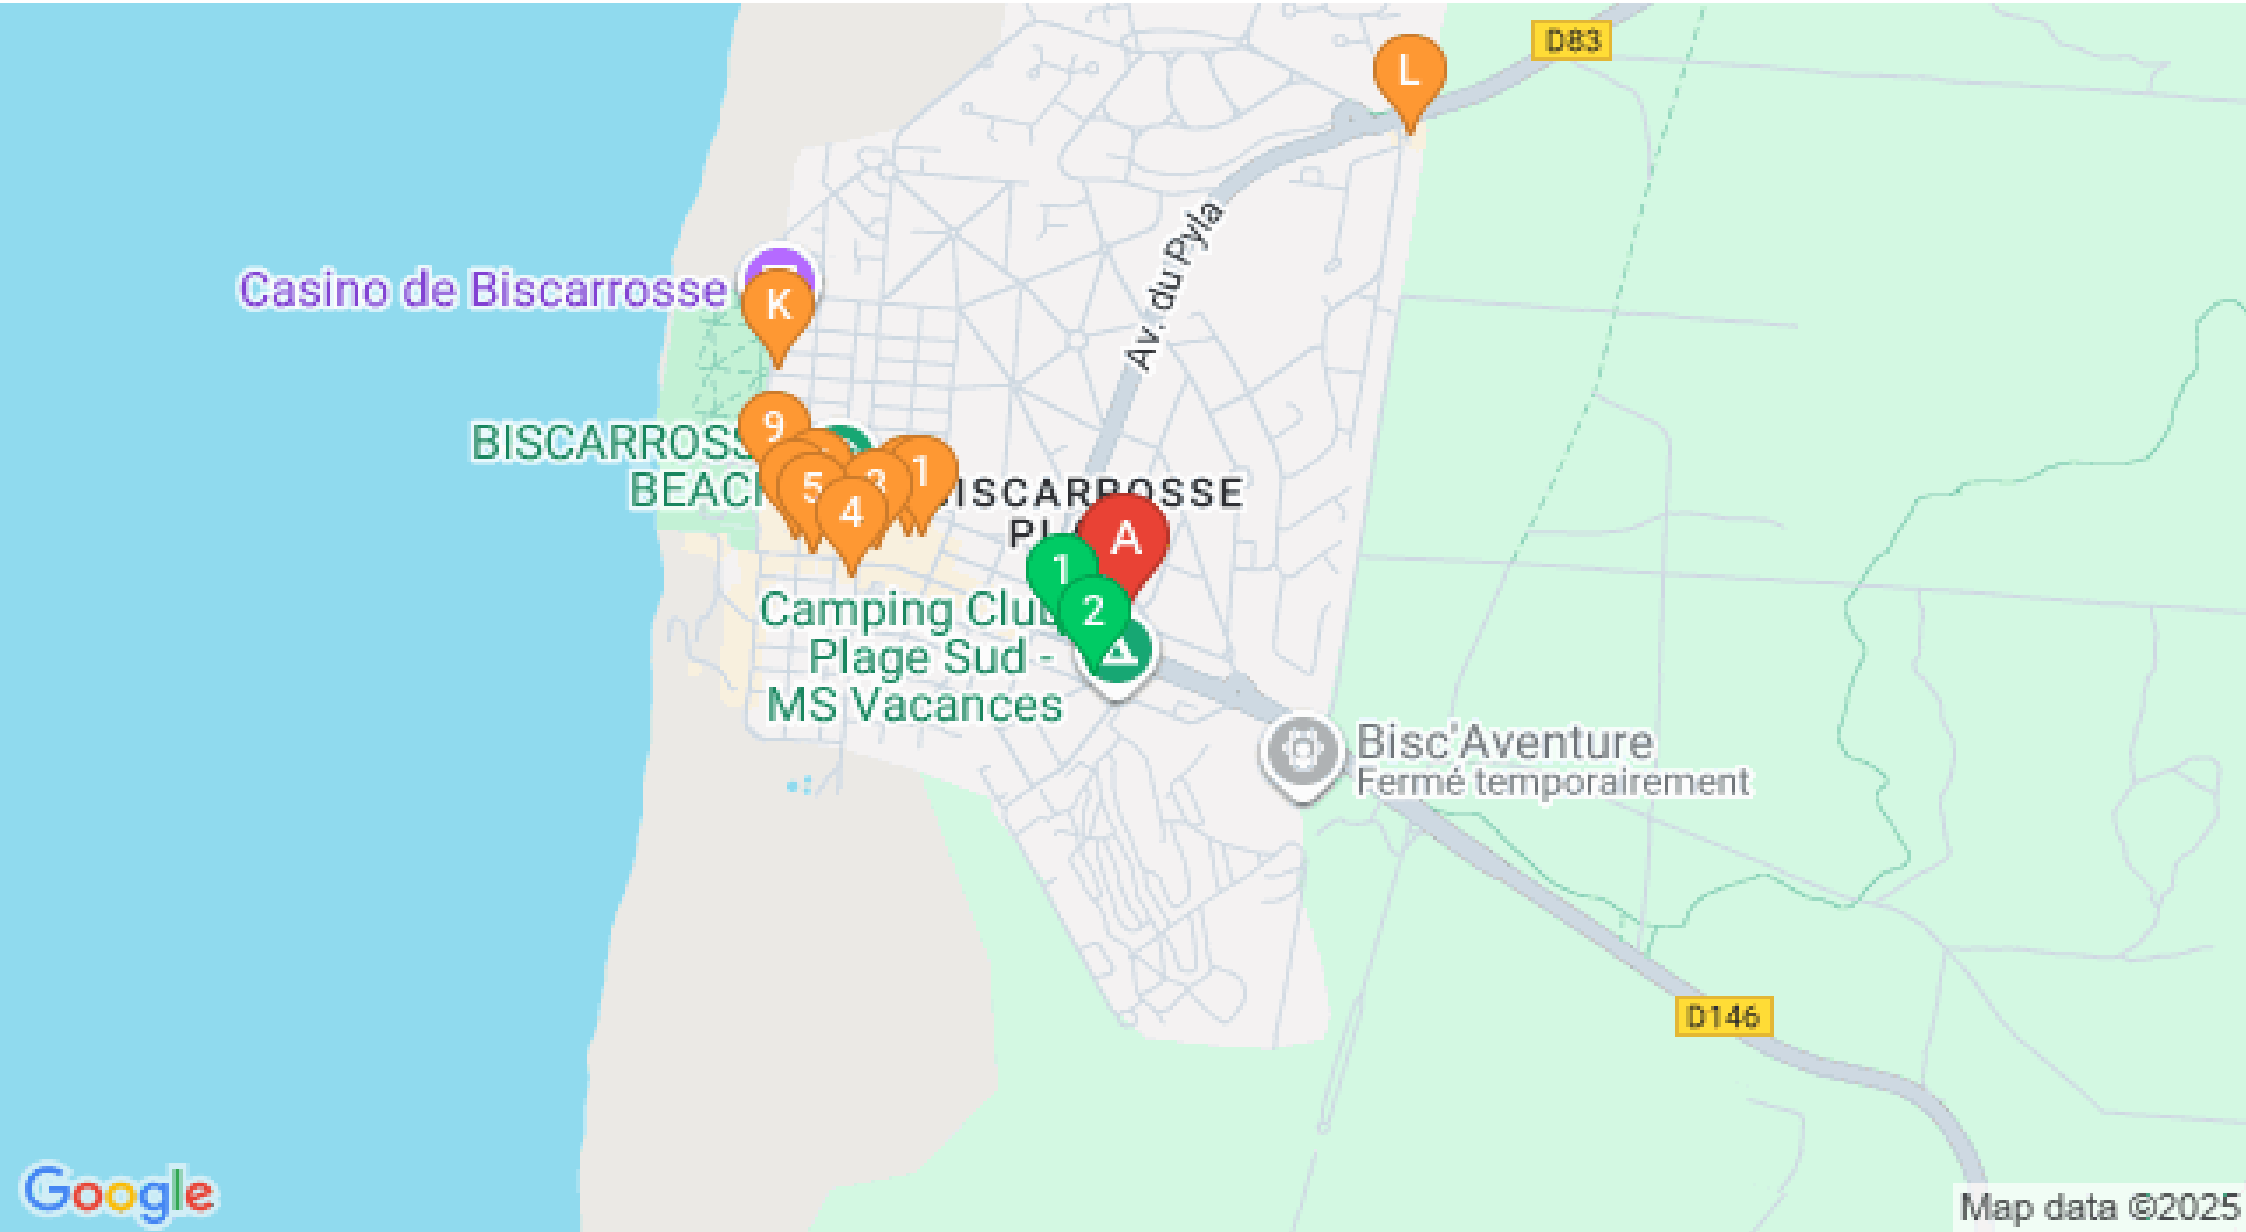 D83
L
Av. du Pyla
Casino de Biscarrosse
K
9
BISCARROSS
BEAC
1
5
3
4
ISCARROSSE
PL
A
1
2
Camping Club
Plage Sud -
MS Vacances
Bisc'Aventure
Fermé temporairement
D146
Google
Map data ©2025